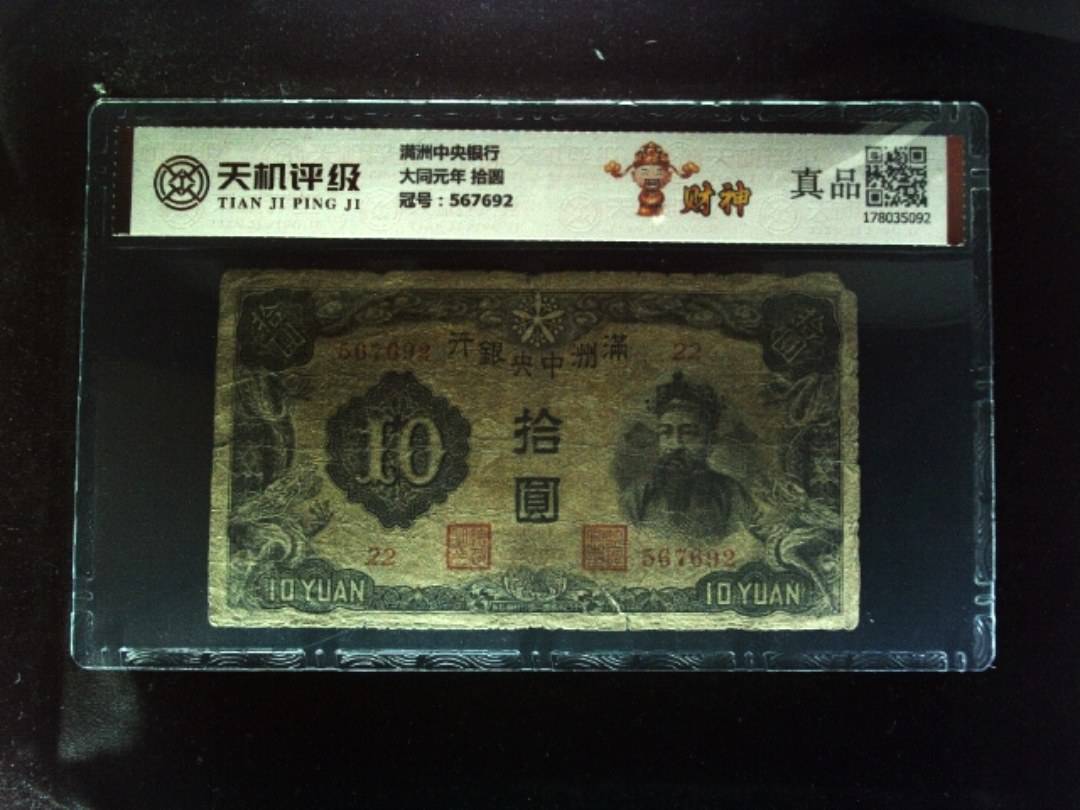 天机评级
TIAN JI PING JI
满洲中央银行
大同元年 拾圆
冠号：567692
财神
真品
178035092
拾
567692
行銀央中洲滿
22
10
拾
圓
22
567692
10 YUAN
10 YUAN